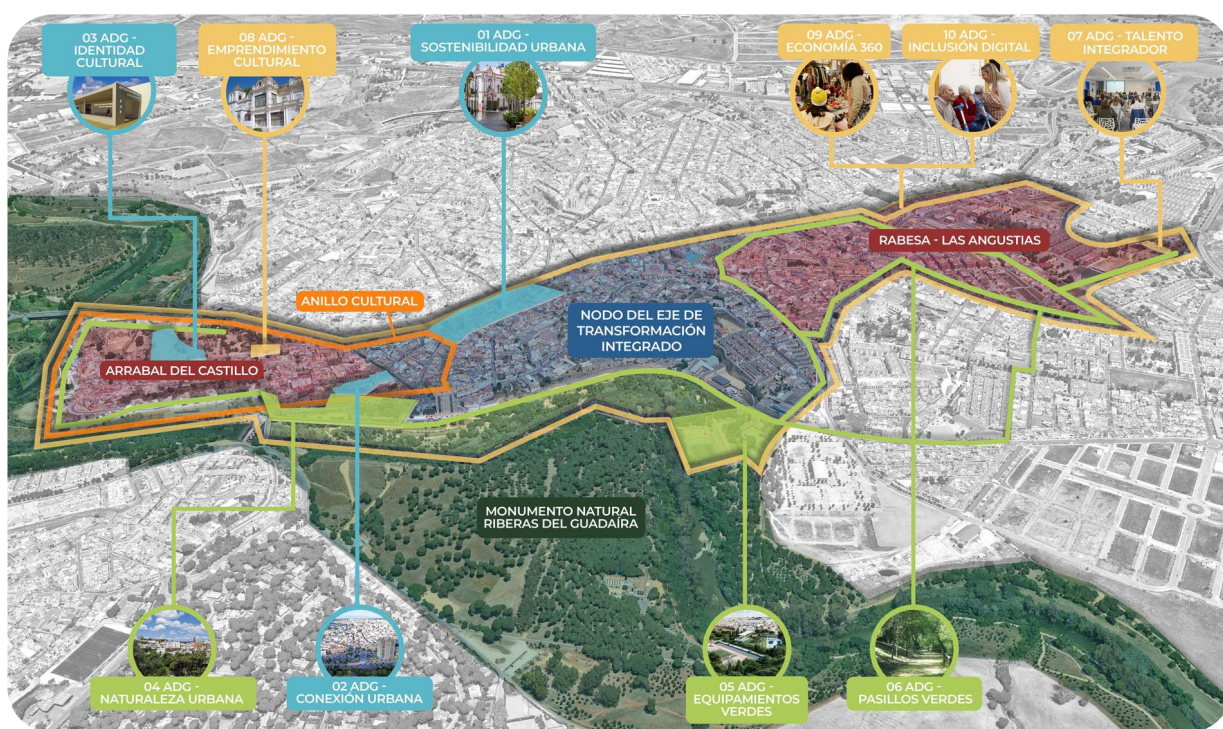 03 ADG -
IDENTIDAD
CULTURAL
08 ADG -
EMPRENDIMIENTO
CULTURAL
01 ADG -
SOSTENIBILIDAD URBANA
09 ADG -
ECONOMÍA 360
10 ADG -
INCLUSIÓN DIGITAL
07 ADG - TALENTO
INTEGRADOR
RABESA - LAS ANGUSTIAS
ANILLO CULTURAL
NODO DEL EJE DE
TRANSFORMACIÓN
INTEGRADO
ARRABAL DEL CASTILLO
MONUMENTO NATURAL
RIBERAS DEL GUADAÍRA
04 ADG -
NATURALEZA URBANA
02 ADG -
CONEXIÓN URBANA
05 ADG -
EQUIPAMIENTOS
VERDES
06 ADG -
PASILLOS VERDES